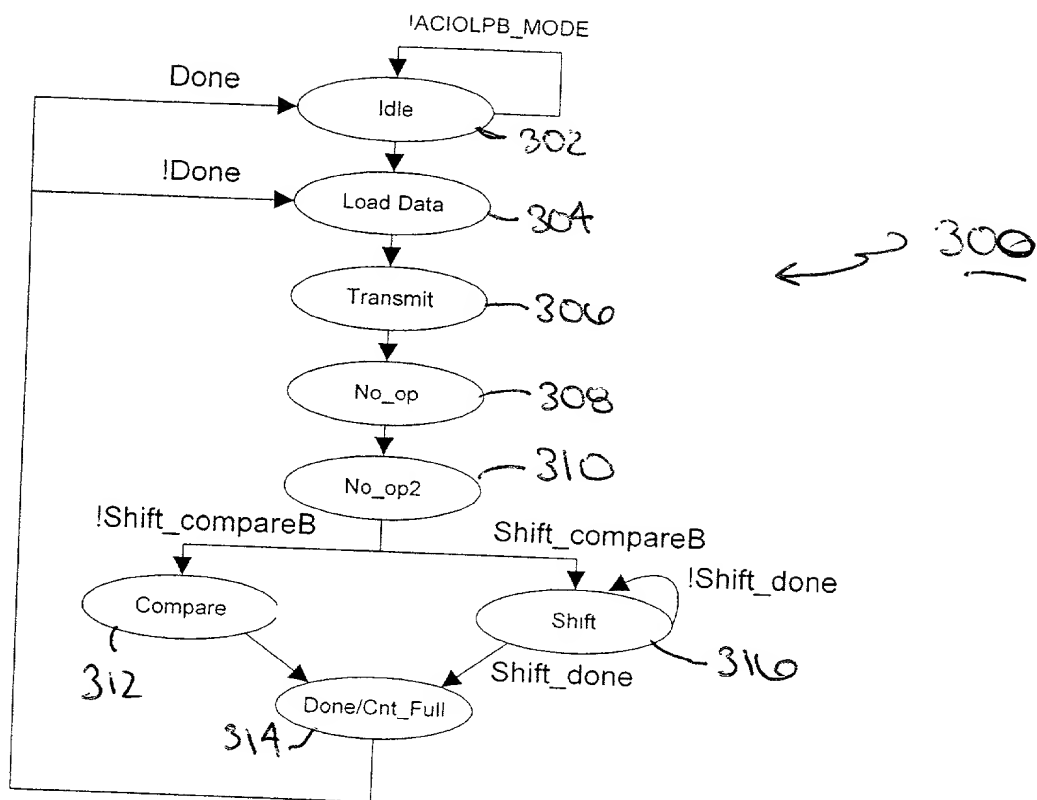 !ACIOLPB_MODE
Done
Idle
302
!Done
Load Data
304
300
Transmit
306
No_op
308
No_op2
310
!Shift_compareB
Shift_compareB
!Shift_done
Compare
Shift
312
Shift_done
316
Done/Cnt_Full
314